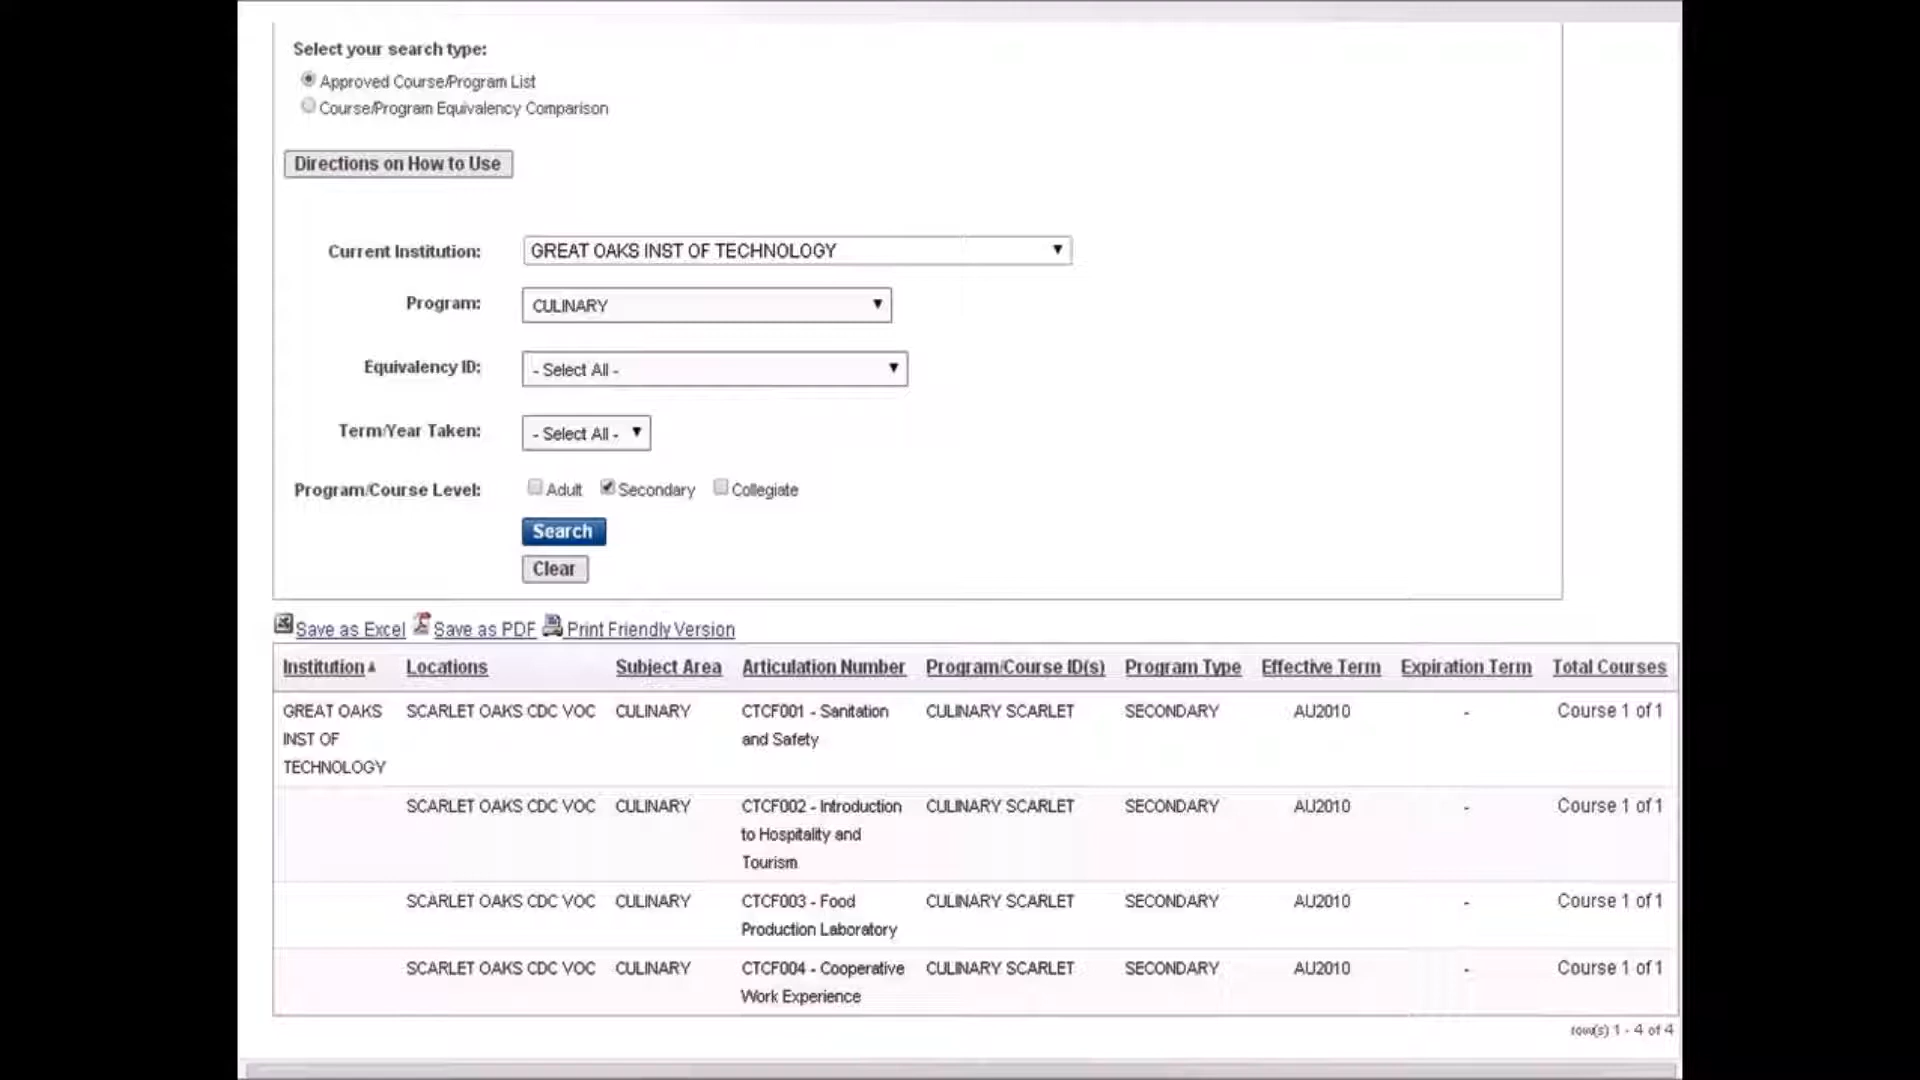 Select your search type:
Approved Course/Program List
Course/Program Equivalency Comparison
Directions on How to Use
Current Institution: GREAT OAKS INST OF TECHNOLOGY
Program: CULINARY
Equivalency ID: - Select All -
Term/Year Taken: - Select All -
Program/Course Level: Adult Secondary Collegiate
Search
Clear
Save as Excel Save as PDF Print Friendly Version
Institution Locations Subject Area Articulation Number Program/Course ID(s) Program Type Effective Term Expiration Term Total Courses
GREAT OAKS SCARLET OAKS CDC VOC CULINARY CTCF001 - Sanitation CULINARY SCARLET SECONDARY AU2010 - Course 1 of 1
INST OF and Safety
TECHNOLOGY
SCARLET OAKS CDC VOC CULINARY CTCF002 - Introduction CULINARY SCARLET SECONDARY AU2010 - Course 1 of 1
to Hospitality and
Tourism
SCARLET OAKS CDC VOC CULINARY CTCF003 - Food CULINARY SCARLET SECONDARY AU2010 - Course 1 of 1
Production Laboratory
SCARLET OAKS CDC VOC CULINARY CTCF004 - Cooperative CULINARY SCARLET SECONDARY AU2010 - Course 1 of 1
Work Experience
row(s) 1 - 4 of 4